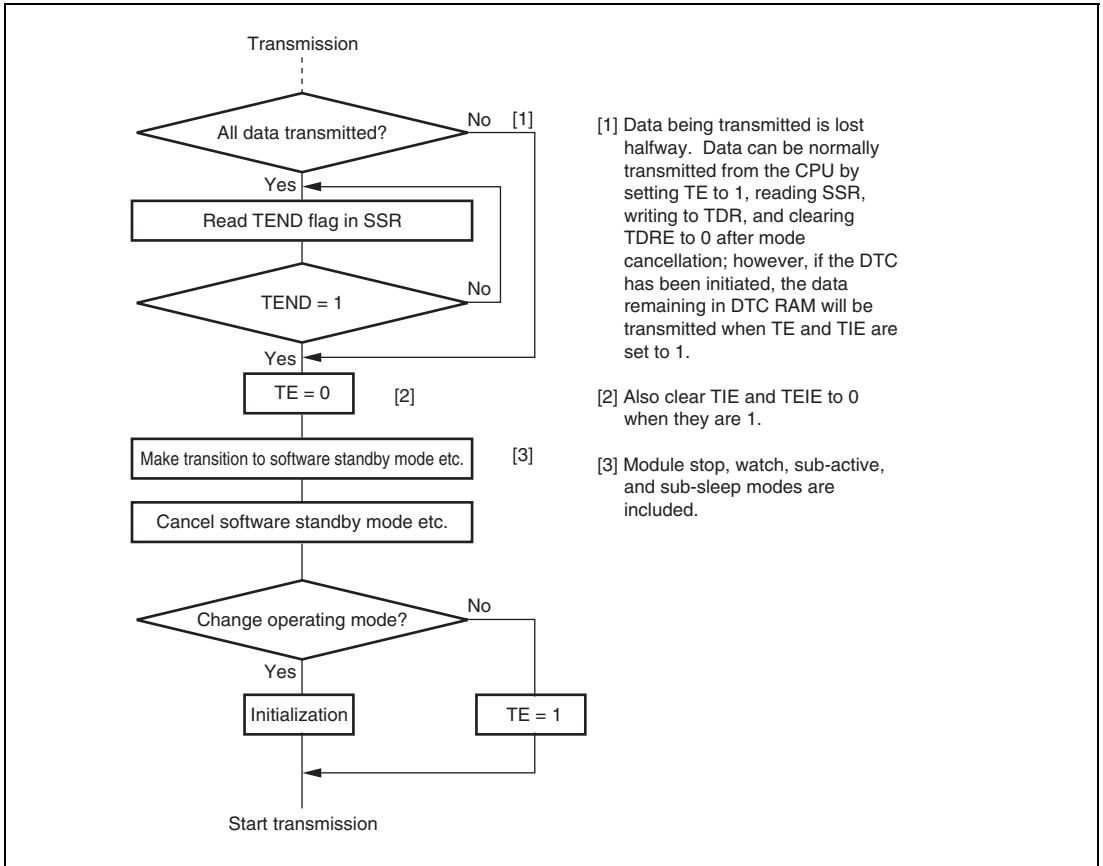 Transmission
All data transmitted?
No [1]
Yes
Read TEND flag in SSR
TEND = 1
No
Yes
TE = 0
[2]
Make transition to software standby mode etc.
[3]
Cancel software standby mode etc.
Change operating mode?
No
Yes
Initialization
TE = 1
Start transmission
[1] Data being transmitted is lost
halfway. Data can be normally
transmitted from the CPU by
setting TE to 1, reading SSR,
writing to TDR, and clearing
TDRE to 0 after mode
cancellation; however, if the DTC
has been initiated, the data
remaining in DTC RAM will be
transmitted when TE and TIE are
set to 1.
[2] Also clear TIE and TEIE to 0
when they are 1.
[3] Module stop, watch, sub-active,
and sub-sleep modes are
included.